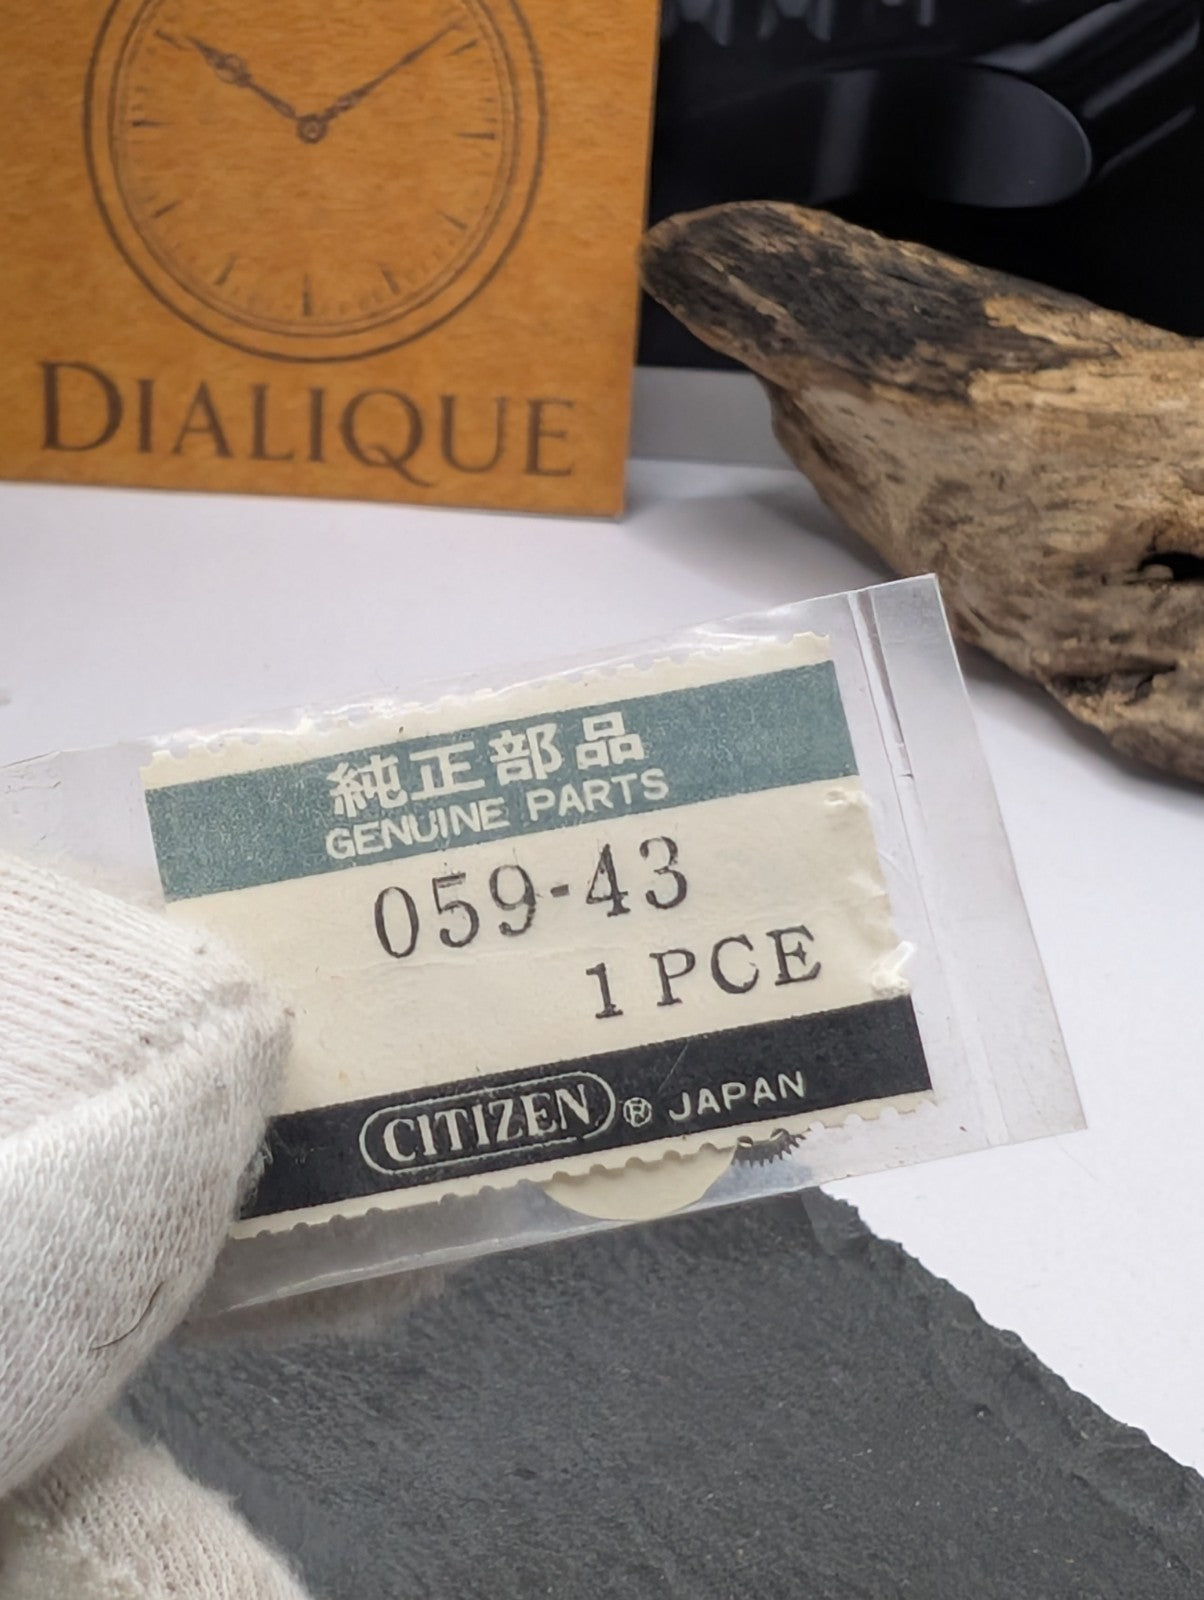 DIALIQUE
純正部品
GENUINE PARTS
059-43
1 PCE
CITIZEN ® JAPAN